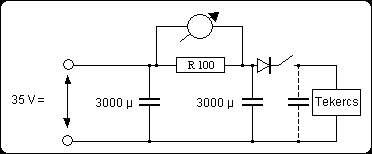 R 100
35 V =
3000 µ
3000 µ
Tekercs